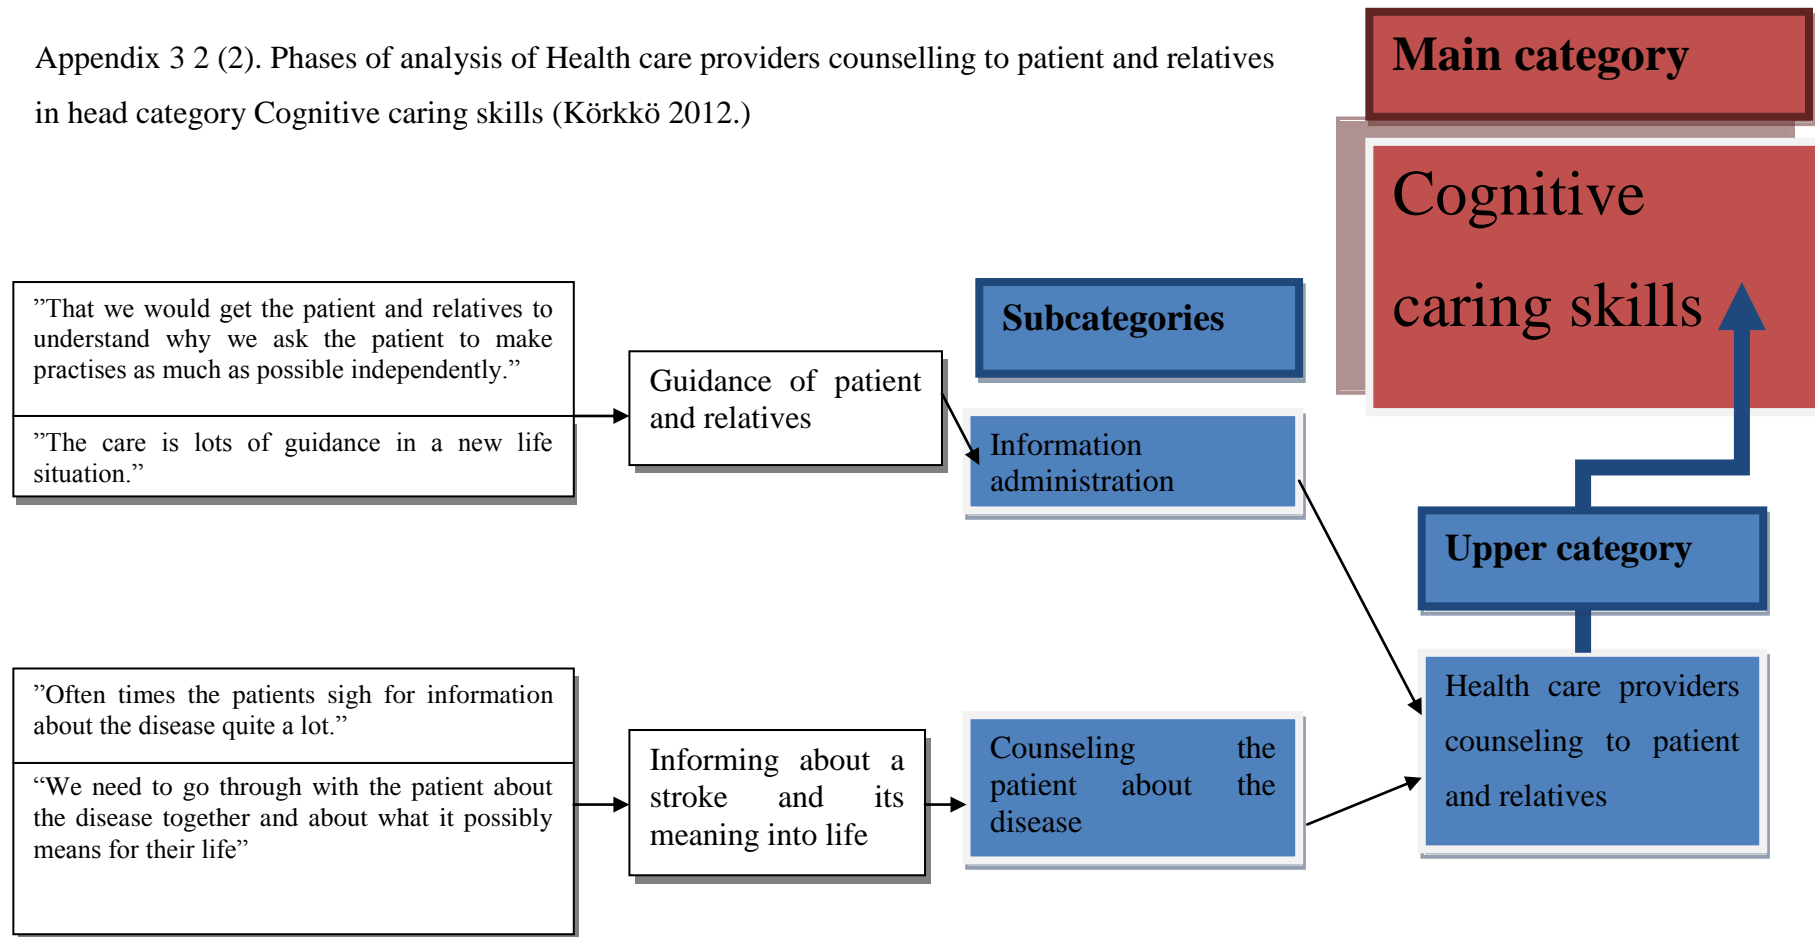 Appendix 3 2 (2). Phases of analysis of Health care providers counselling to patient and relatives
in head category Cognitive caring skills (Körkkö 2012.)
Main category
Cognitive
caring skills
”That we would get the patient and relatives to
understand why we ask the patient to make
practises as much as possible independently.”
”The care is lots of guidance in a new life
situation.”
Guidance of patient
and relatives
Subcategories
Information
administration
Upper category
”Often times the patients sigh for information
about the disease quite a lot.”
“We need to go through with the patient about
the disease together and about what it possibly
means for their life”
Informing about a
stroke and its
meaning into life
Counseling the
patient about the
disease
Health care providers
counseling to patient
and relatives